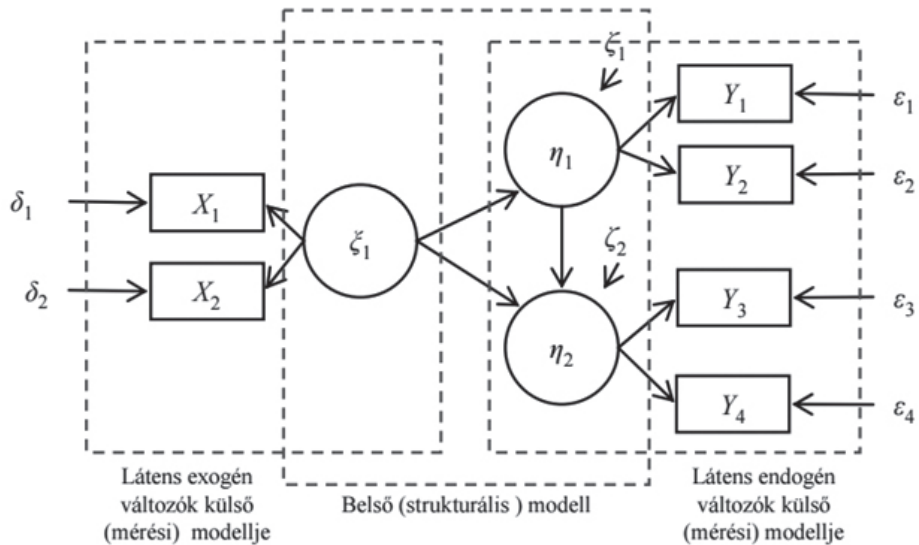 ζ1
Y1
ε1
η1
Y2
ε2
δ1
X1
ξ1
ζ2
δ2
X2
Y3
ε3
η2
Y4
ε4
Látens exogén
változók külső
(mérési) modellje
Belső (strukturális ) modell
Látens endogén
változók külső
(mérési) modellje